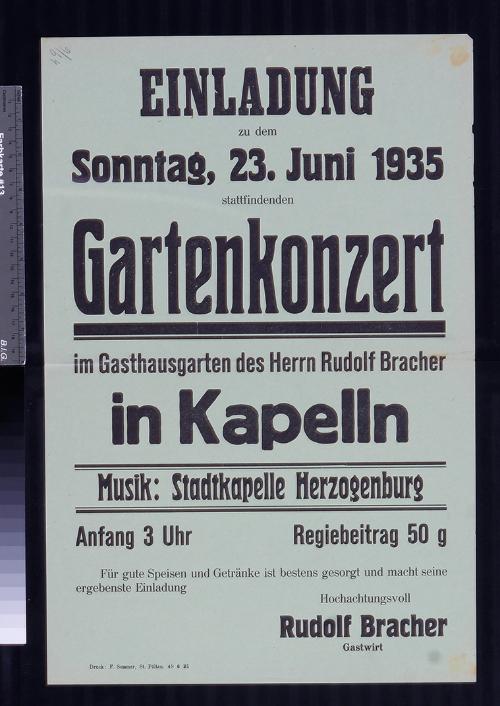 EINLADUNG
zu dem
Sonntag, 23. Juni 1935
stattfindenden
Gartenkonzert
im Gasthausgarten des Herrn Rudolf Bracher
in Kapelln
Musik: Stadtkapelle Herzogenburg
Anfang 3 Uhr Regiebeitrag 50 g
Für gute Speisen und Getränke ist bestens gesorgt und macht seine
ergebenste Einladung
Hochachtungsvoll
Rudolf Bracher
Gastwirt
Druck: F. Sommer, St. Pölten.
B.I.G.